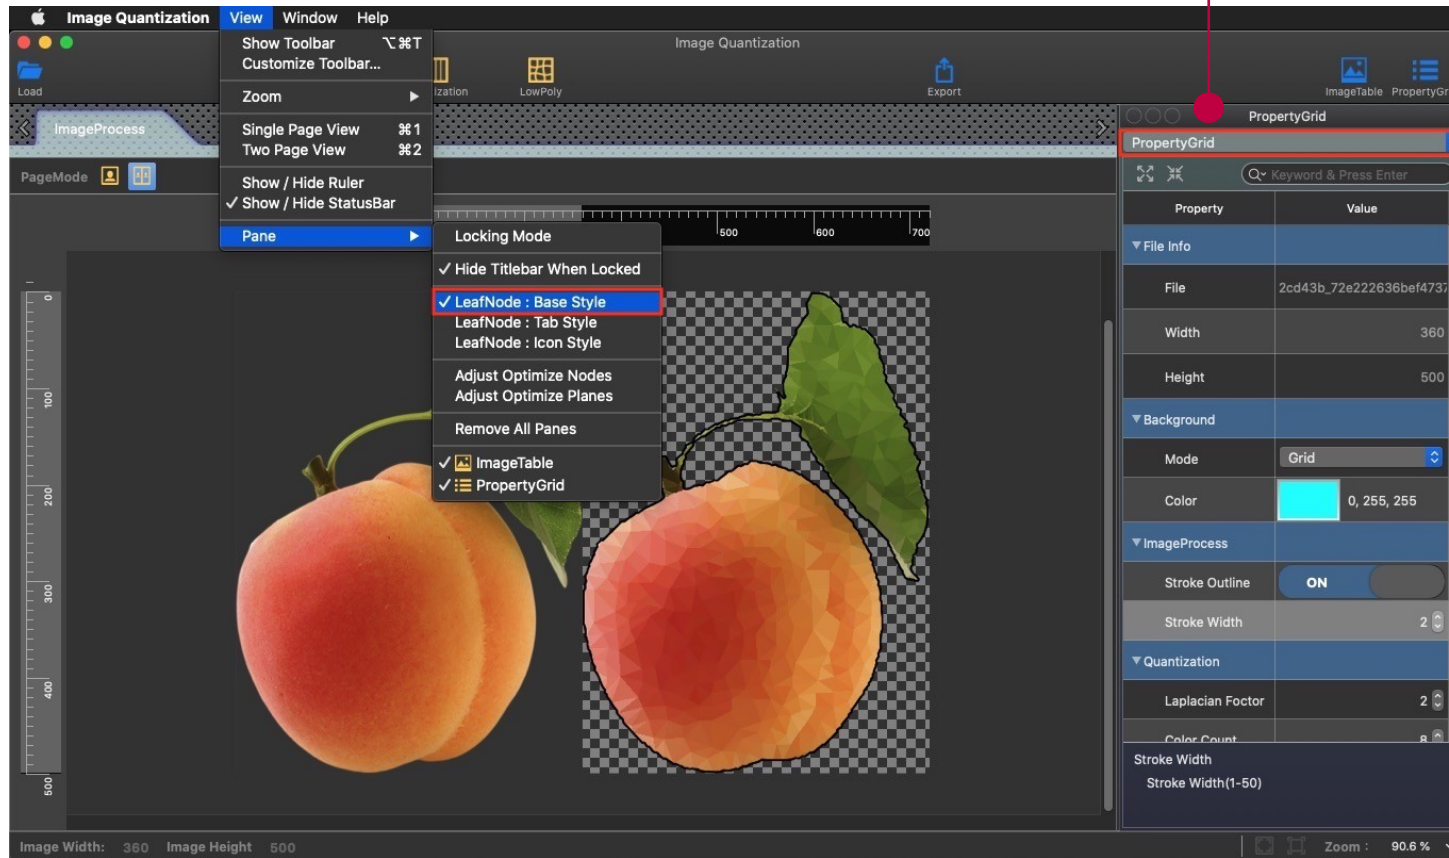 Image Quantization View Window Help
Image Quantization
Show Toolbar ⌥⌘T
Customize Toolbar...
Zoom
Single Page View ⌘1
Two Page View ⌘2
Show / Hide Ruler
✓ Show / Hide StatusBar
Pane
Locking Mode
✓ Hide Titlebar When Locked
✓ LeafNode : Base Style
LeafNode : Tab Style
LeafNode : Icon Style
Adjust Optimize Nodes
Adjust Optimize Planes
Remove All Panes
✓ ImageTable
✓ PropertyGrid
Load
ization
LowPoly
Export
ImageTable
PropertyGr
ImageProcess
PageMode
500 600 700
0
100
200
300
400
500
PropertyGrid
PropertyGrid
Keyword & Press Enter
Property Value
File Info
File 2cd43b_72e222636bef4737
Width 360
Height 500
Background
Mode Grid
Color 0, 255, 255
ImageProcess
Stroke Outline ON
Stroke Width 2
Quantization
Laplacian Foctor 2
Color Count 8
Stroke Width
Stroke Width(1-50)
Image Width: 360 Image Height 500
Zoom : 90.6 %